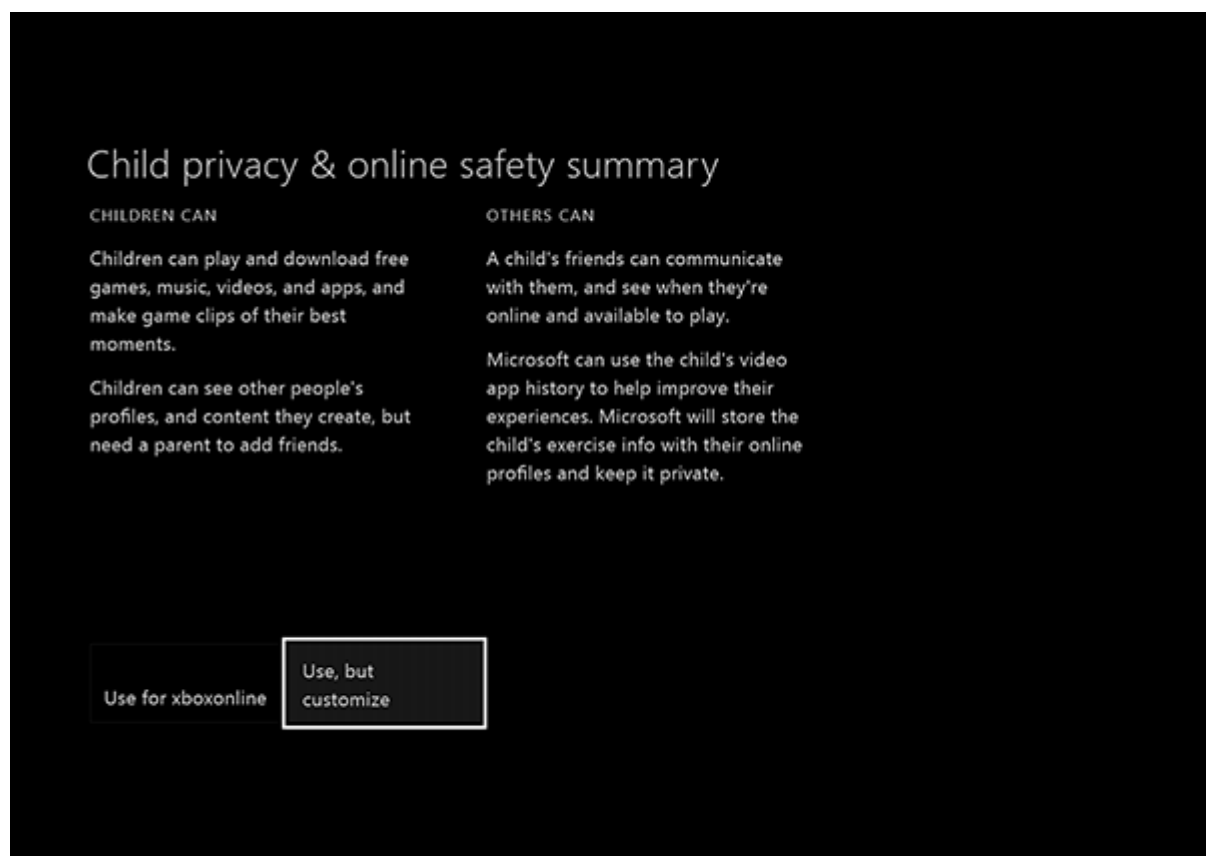 Child privacy & online safety summary
CHILDREN CAN
Children can play and download free
games, music, videos, and apps, and
make game clips of their best
moments.
Children can see other people's
profiles, and content they create, but
need a parent to add friends.
OTHERS CAN
A child's friends can communicate
with them, and see when they're
online and available to play.
Microsoft can use the child's video
app history to help improve their
experiences. Microsoft will store the
child's exercise info with their online
profiles and keep it private.
Use for xboxonline
Use, but
customize